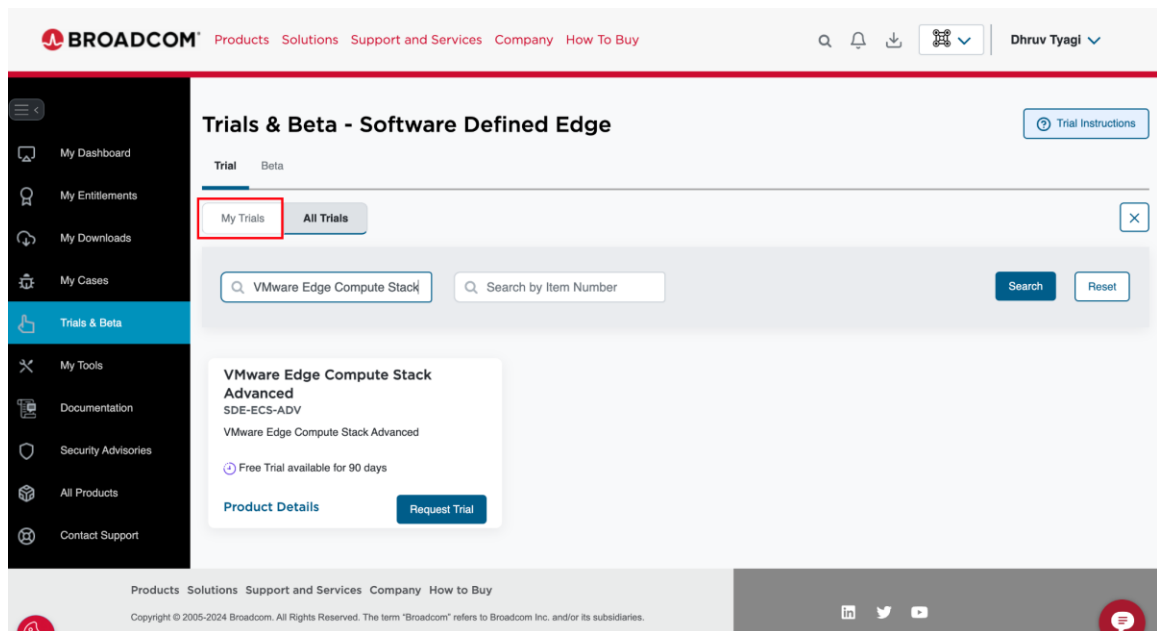 BROADCOM
Products Solutions Support and Services Company How To Buy
Dhruv Tyagi
Trials & Beta - Software Defined Edge
Trial Instructions
Trial Beta
My Trials All Trials
VMware Edge Compute Stack Search by Item Number
Search Reset
My Dashboard
My Entitlements
My Downloads
My Cases
Trials & Beta
My Tools
Documentation
Security Advisories
All Products
Contact Support
VMware Edge Compute Stack
Advanced
SDE-ECS-ADV
VMware Edge Compute Stack Advanced
Free Trial available for 90 days
Product Details Request Trial
Products Solutions Support and Services Company How to Buy
Copyright © 2005-2024 Broadcom. All Rights Reserved. The term "Broadcom" refers to Broadcom Inc. and/or its subsidiaries.